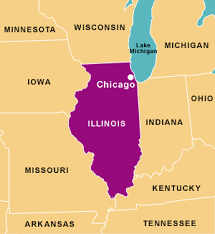 MINNESOTA
WISCONSIN
Lake
Michigan
MICHIGAN
IOWA
Chicago
OHIO
ILLINOIS
INDIANA
MISSOURI
KENTUCKY
ARKANSAS
TENNESSEE